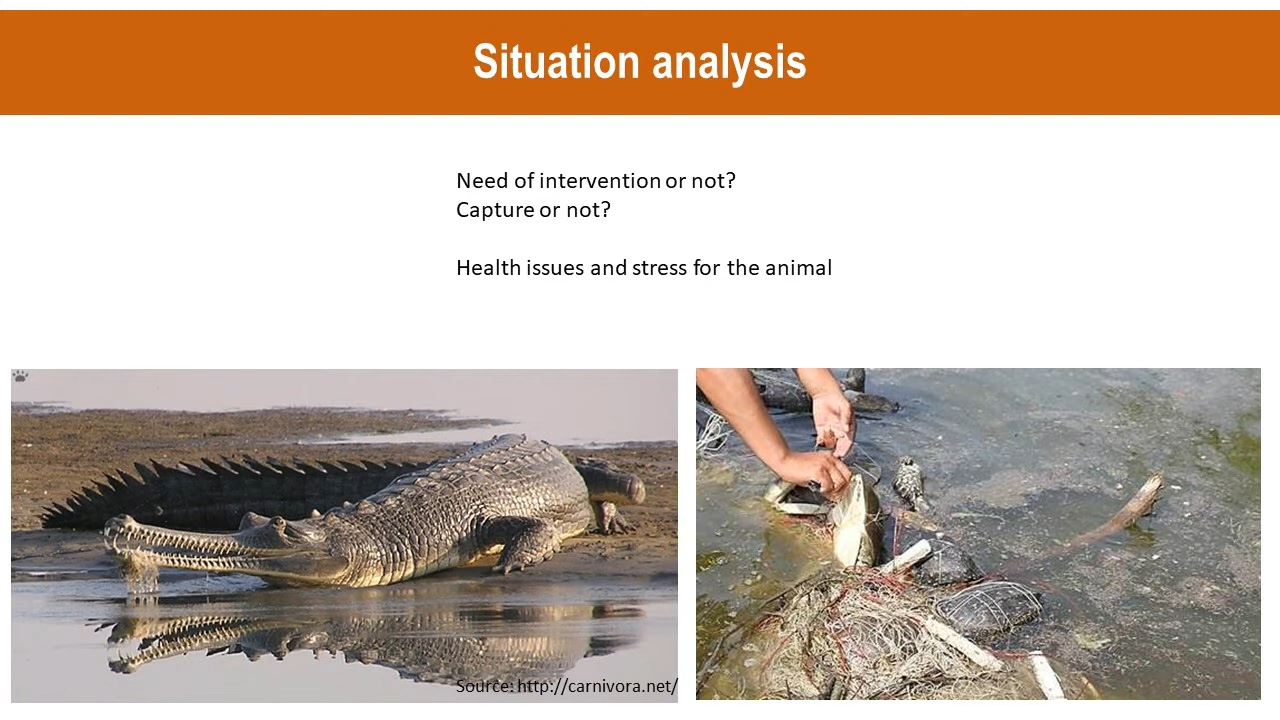 Situation analysis
Need of intervention or not?
Capture or not?
Health issues and stress for the animal
Source: http://carnivora.net/